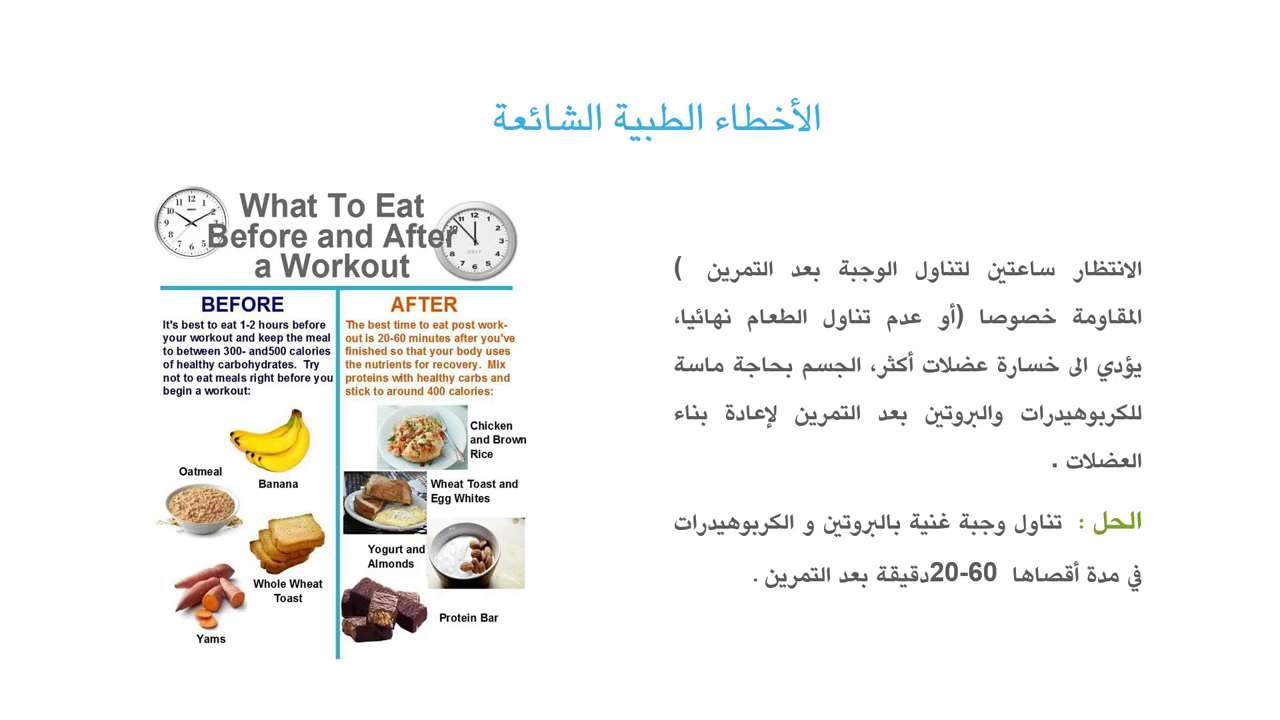 الأخطاء الطبية الشائعة
What To Eat
Before and After
a Workout
BEFORE
It's best to eat 1-2 hours before
your workout and keep the meal
to between 300- and500 calories
of healthy carbohydrates. Try
not to eat meals right before you
begin a workout:
Banana
Oatmeal
Whole Wheat
Toast
Yams
AFTER
The best time to eat post work-
out is 20-60 minutes after you've
finished so that your body uses
the nutrients for recovery. Mix
proteins with healthy carbs and
stick to around 400 calories:
Chicken
and Brown
Rice
Wheat Toast and
Egg Whites
Yogurt and
Almonds
Protein Bar
الانتظار ساعتين لتناول الوجبة بعد التمرين (
المقاومة خصوصا )أو عدم تناول الطعام نهائيا،
يؤدي الى خسارة عضلات أكثر، الجسم بحاجة ماسة
للكربوهيدرات والبروتين بعد التمرين لإعادة بناء
العضلات .
الحل : تناول وجبة غنية بالبروتين و الكربوهيدرات
في مدة أقصاها 20-60دقيقة بعد التمرين .